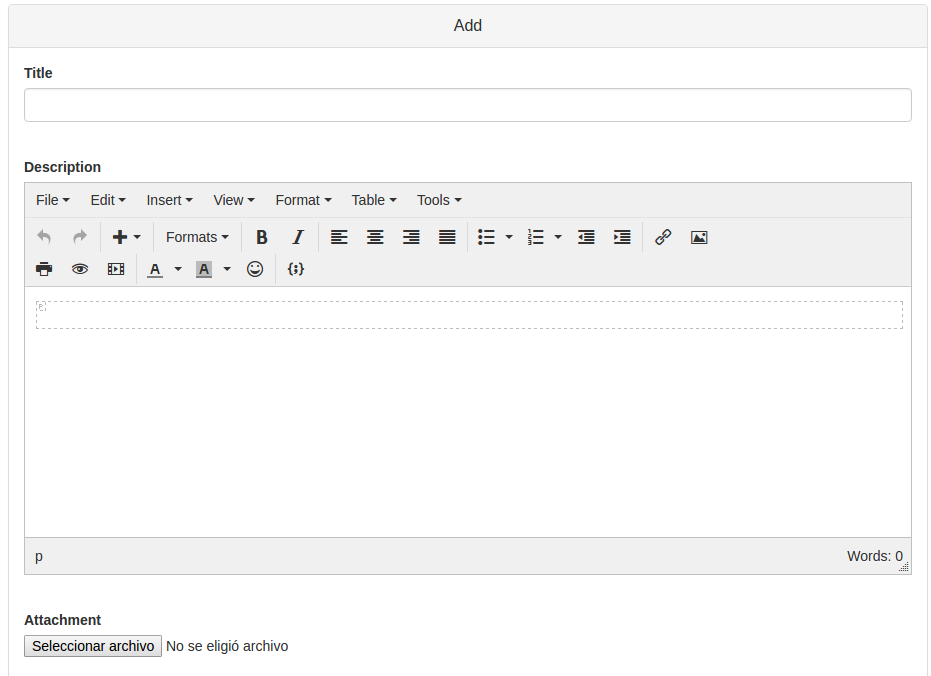 Add
Title
Description
File Edit Insert View Format Table Tools
Formats B I
A A {;}
p
p Words: 0
Attachment
Seleccionar archivo No se eligió archivo